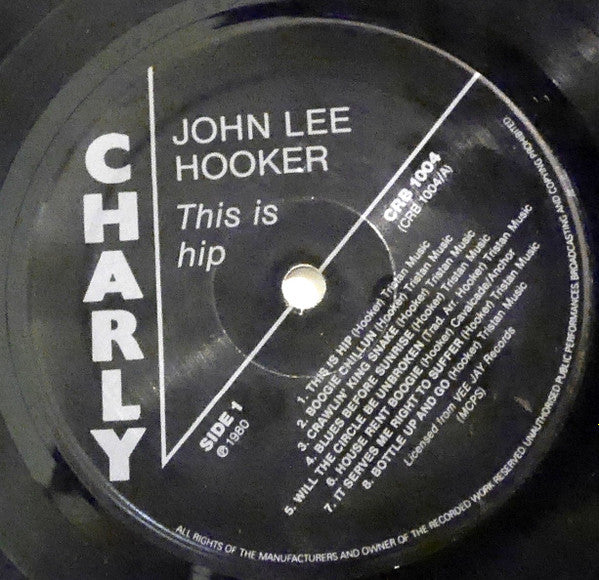 CHARLY
JOHN LEE
HOOKER
This is
hip
CRB 1004
(CRB 1004/A)
SIDE 1
℗ 1980
1. THIS IS HIP (Hooker) Tristan Music
2. BOOGIE CHILLUN (Hooker) Tristan Music
3. CRAWLIN' KING SNAKE (Hooker) Tristan Music
4. BLUES BEFORE SUNRISE (Hooker) Tristan Music
5. WILL THE CIRCLE BE UNBROKEN (Trad. Arr. Hooker) Tristan Music
6. HOUSE RENT BOOGIE (Hooker) Cavalcade/Anchor
7. IT SERVES ME RIGHT TO SUFFER (Hooker) Tristan Music
8. BOTTLE UP AND GO (Hooker) Tristan Music
Licensed from VEE JAY Records
(MCPS)
ALL RIGHTS OF THE MANUFACTURERS AND OWNER OF THE RECORDED WORK RESERVED. UNAUTHORISED PUBLIC PERFORMANCES, BROADCASTING AND COPYING PROHIBITED